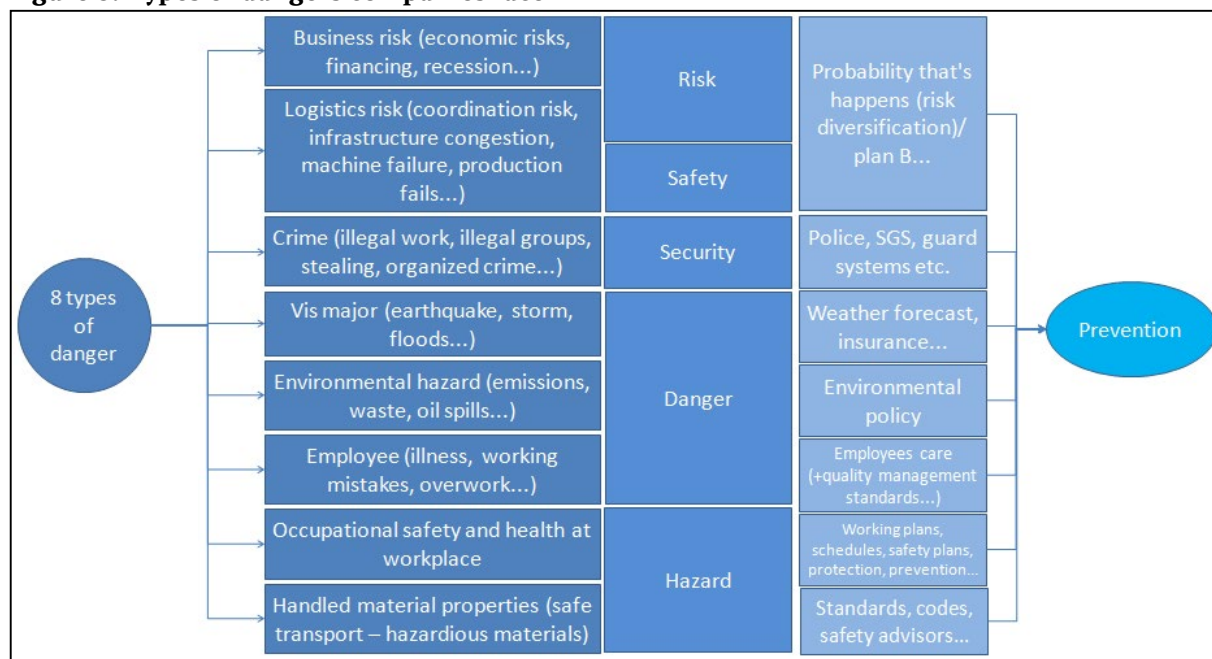 8 types
of
danger
Business risk (economic risks,
financing, recession...)
Logistics risk (coordination risk,
infrastructure congestion,
machine failure, production
fails...)
Crime (illegal work, illegal groups,
stealing, organized crime...)
Vis major (earthquake, storm,
floods...)
Environmental hazard (emissions,
waste, oil spills...)
Employee (illness, working
mistakes, overwork...)
Occupational safety and health at
workplace
Handled material properties (safe
transport – hazardious materials)
Risk
Safety
Security
Danger
Hazard
Probability that's
happens (risk
diversification)/
plan B...
Police, SGS, guard
systems etc.
Weather forecast,
insurance...
Environmental
policy
Employees care
(+quality management
standards...)
Working plans,
schedules, safety plans,
protection, prevention...
Standards, codes,
safety advisors...
Prevention